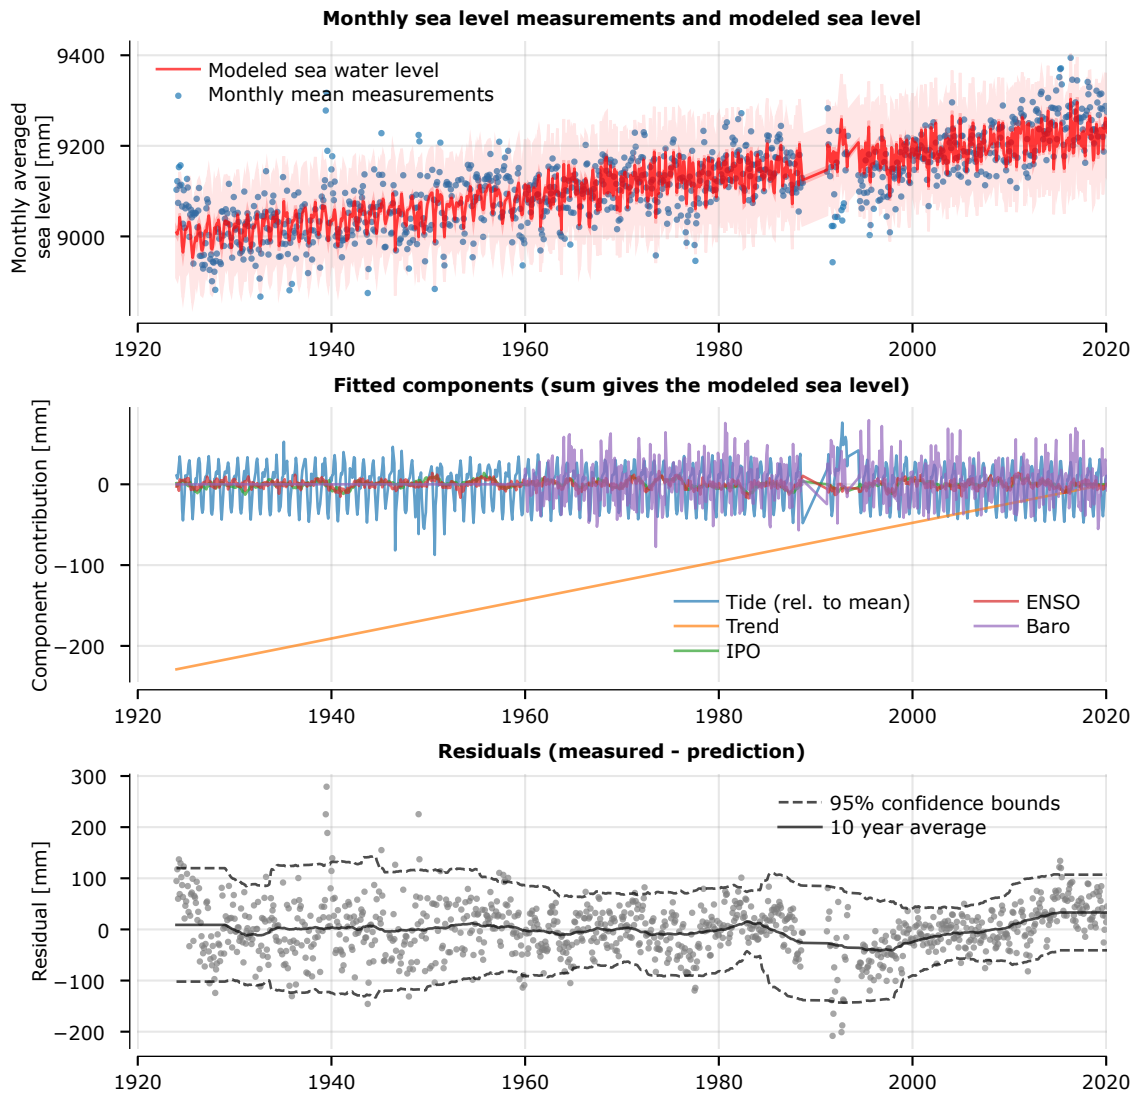 Monthly sea level measurements and modeled sea level
Monthly averaged
sea level [mm]
9400
9200
9000
Modeled sea water level
Monthly mean measurements
1920
1940
1960
1980
2000
2020
Fitted components (sum gives the modeled sea level)
Component contribution [mm]
0
−100
−200
Tide (rel. to mean)
Trend
IPO
ENSO
Baro
1920
1940
1960
1980
2000
2020
Residuals (measured - prediction)
Residual [mm]
300
200
100
0
−100
−200
95% confidence bounds
10 year average
1920
1940
1960
1980
2000
2020